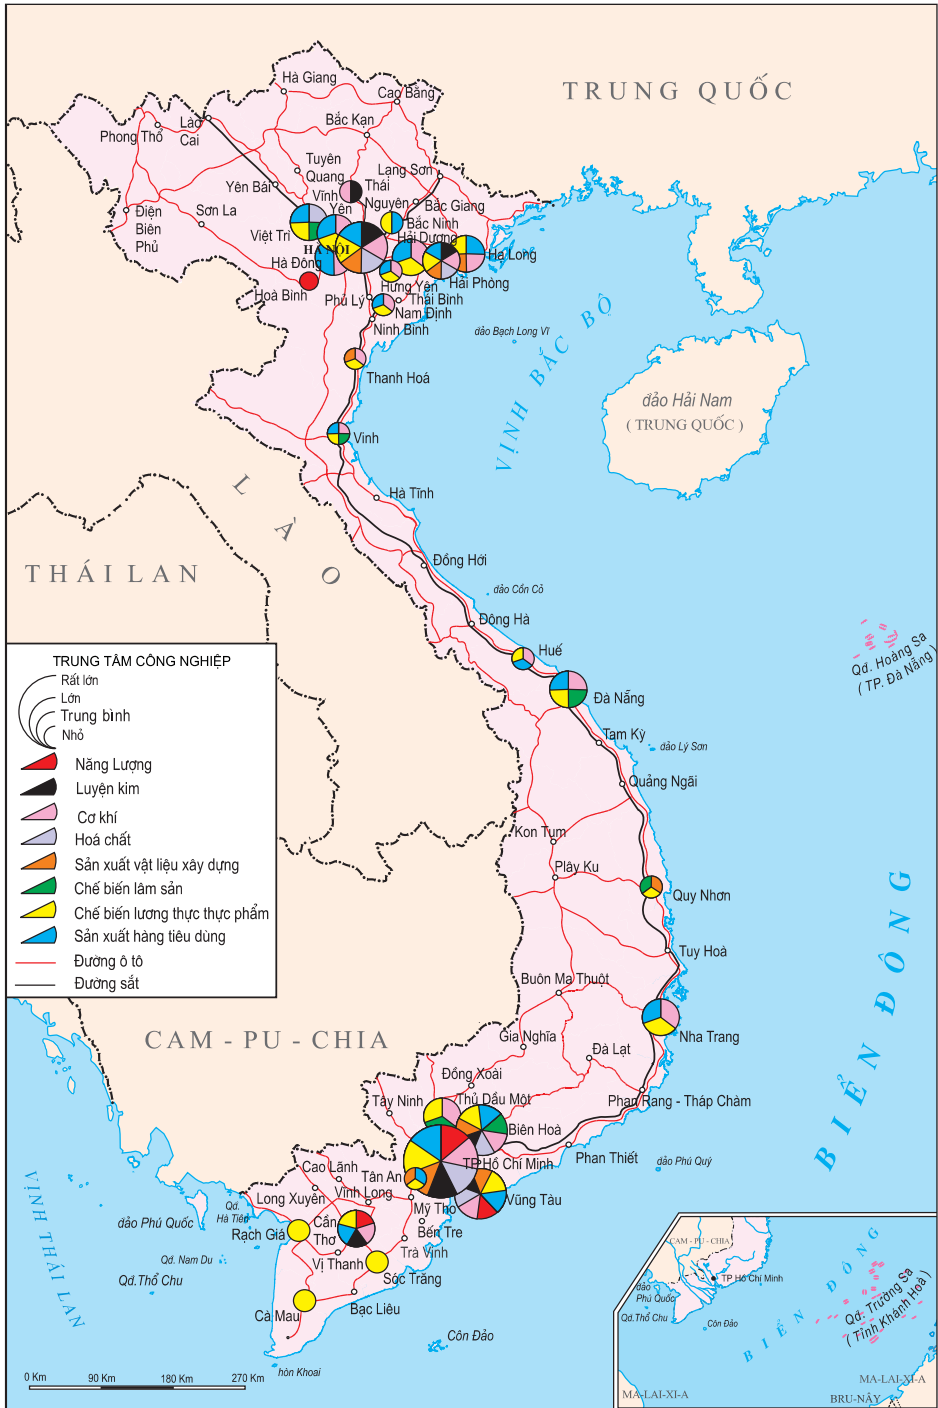 TRUNG QUỐC
Hà Giang
Cao Bằng
Lào
Cai
Phong Thổ
Bắc Kạn
Tuyên
Quang
Lạng Sơn
Yên Bái
Vĩnh
Yên
Thái
Nguyên
Bắc Giang
Sơn La
Điện
Biên
Phủ
Việt Trì
Bắc Ninh
HÀ NỘI
Hải Dương
Hạ Long
Hà Đông
Hải Phòng
Hoà Bình
Hưng Yên
Phủ Lý
Thái Bình
Nam Định
Ninh Bình
đảo Bạch Long Vĩ
VỊNH BẮC BỘ
Thanh Hoá
đảo Hải Nam
( TRUNG QUỐC )
Vinh
LÀO
Hà Tĩnh
Đồng Hới
THÁI LAN
đảo Cồn Cỏ
Đông Hà
Huế
Qđ. Hoàng Sa
( TP. Đà Nẵng )
Đà Nẵng
TRUNG TÂM CÔNG NGHIỆP
Rất lớn
Lớn
Trung bình
Nhỏ
Năng Lượng
Luyện kim
Cơ khí
Hoá chất
Sản xuất vật liệu xây dựng
Chế biến lâm sản
Chế biến lương thực thực phẩm
Sản xuất hàng tiêu dùng
Đường ô tô
Đường sắt
Tam Kỳ
đảo Lý Sơn
Quảng Ngãi
Kon Tum
Plây Ku
Quy Nhơn
Tuy Hoà
BIỂN ĐÔNG
Buôn Ma Thuột
CAM - PU - CHIA
Gia Nghĩa
Nha Trang
Đà Lạt
Đồng Xoài
Tây Ninh
Thủ Dầu Một
Phan Rang - Tháp Chàm
Biên Hoà
Phan Thiết
TP.Hồ Chí Minh
đảo Phú Quý
Cao Lãnh
Tân An
Long Xuyên
Vĩnh Long
Vũng Tàu
Mỹ Tho
Bến Tre
VỊNH THÁI LAN
đảo Phú Quốc
Qđ.
Hà Tiên
Rạch Giá
Cần
Thơ
Trà Vinh
Vị Thanh
Qđ. Nam Du
Qđ.Thổ Chu
Sóc Trăng
Bạc Liêu
Cà Mau
Côn Đảo
hòn Khoai
0 Km
90 Km
180 Km
270 Km
CAM - PU - CHIA
TP Hồ Chí Minh
đảo
Phú Quốc
Qđ.Thổ Chu
Côn Đảo
BIỂN ĐÔNG
Qđ. Trường Sa
( Tỉnh Khánh Hoà )
MA-LAI-XI-A
MA-LAI-XI-A
BRU-NÂY